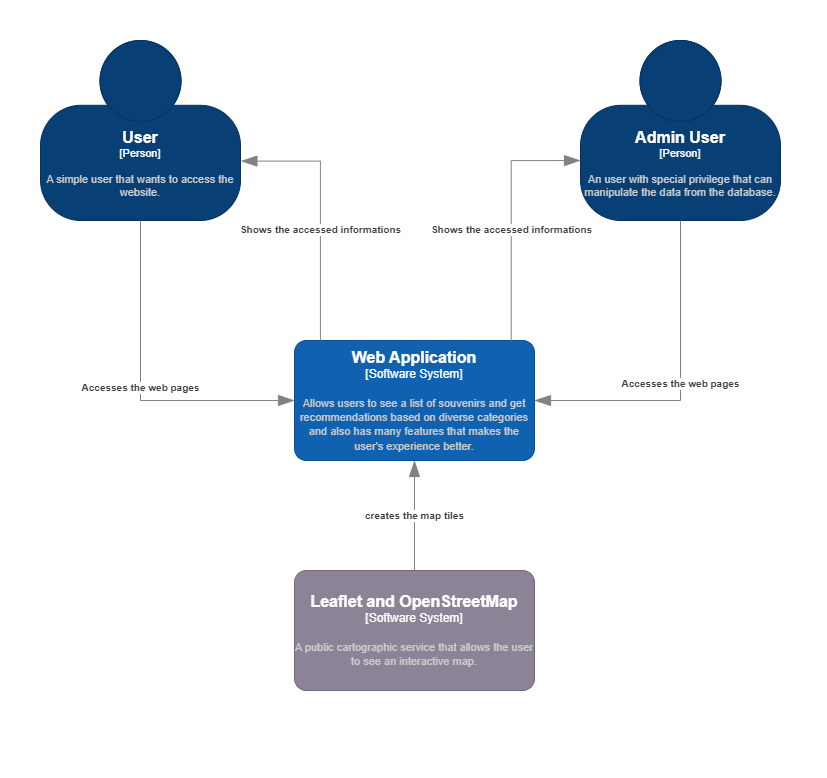 User
[Person]
A simple user that wants to access the
website.
Admin User
[Person]
An user with special privilege that can
manipulate the data from the database.
Shows the accessed informations
Shows the accessed informations
Web Application
[Software System]
Allows users to see a list of souvenirs and get
recommendations based on diverse categories
and also has many features that makes the
user's experience better.
Accesses the web pages
Accesses the web pages
creates the map tiles
Leaflet and OpenStreetMap
[Software System]
A public cartographic service that allows the user
to see an interactive map.